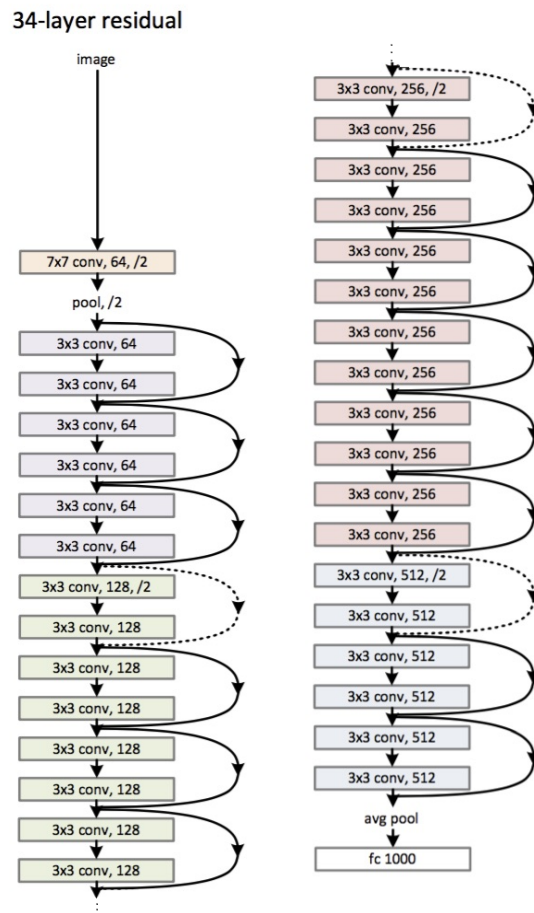 34-layer residual
image
7x7 conv, 64, /2
pool, /2
3x3 conv, 64
3x3 conv, 64
3x3 conv, 64
3x3 conv, 64
3x3 conv, 64
3x3 conv, 64
3x3 conv, 128, /2
3x3 conv, 128
3x3 conv, 128
3x3 conv, 128
3x3 conv, 128
3x3 conv, 128
3x3 conv, 128
3x3 conv, 128
3x3 conv, 256, /2
3x3 conv, 256
3x3 conv, 256
3x3 conv, 256
3x3 conv, 256
3x3 conv, 256
3x3 conv, 256
3x3 conv, 256
3x3 conv, 256
3x3 conv, 256
3x3 conv, 256
3x3 conv, 256
3x3 conv, 512, /2
3x3 conv, 512
3x3 conv, 512
3x3 conv, 512
3x3 conv, 512
3x3 conv, 512
avg pool
fc 1000